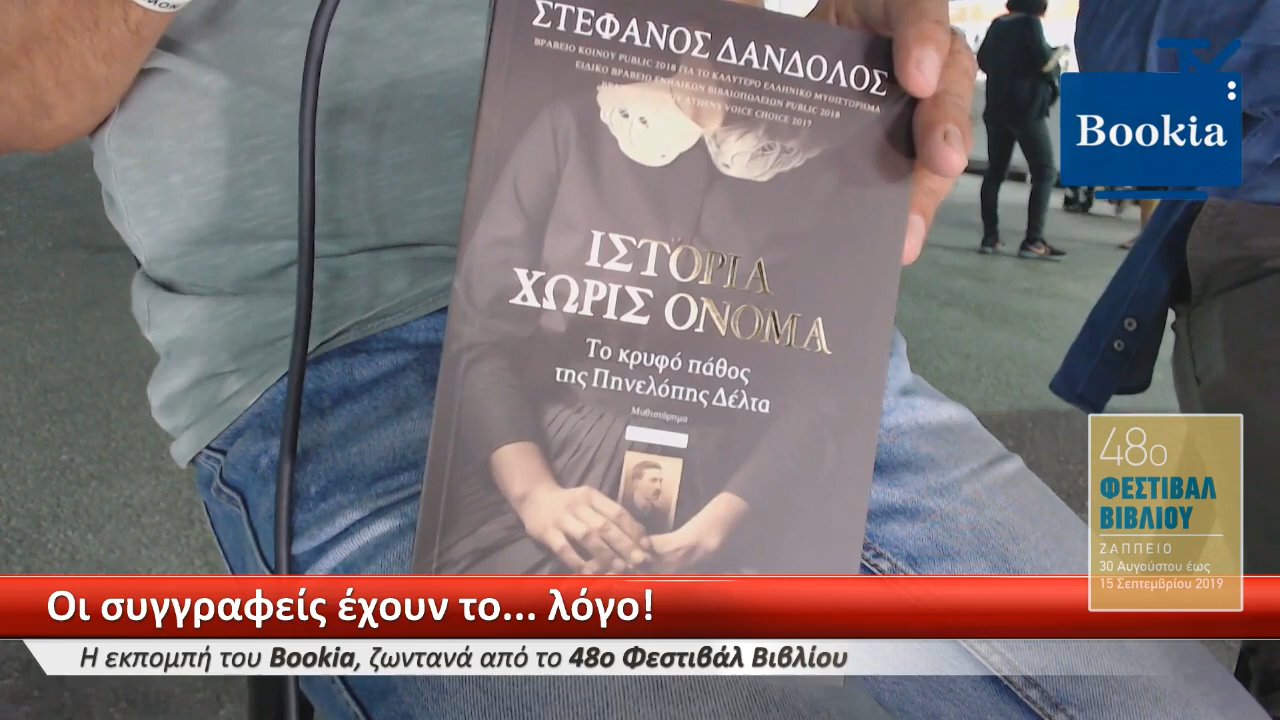 ΣΤΕΦΑΝΟΣ ΔΑΝΔΟΛΟΣ
ΒΡΑΒΕΙΟ ΚΟΙΝΟΥ PUBLIC 2018 ΓΙΑ ΤΟ ΚΑΛΥΤΕΡΟ ΕΛΛΗΝΙΚΟ ΜΥΘΙΣΤΟΡΗΜΑ
ΕΙΔΙΚΟ ΒΡΑΒΕΙΟ ΕΝΗΛΙΚΩΝ ΒΙΒΛΙΟΠΩΛΕΙΩΝ PUBLIC 2018
ATHENS VOICE CHOICE 2017
ΙΣΤΟΡΙΑ
ΧΩΡΙΣ ΟΝΟΜΑ
Το κρυφό πάθος
της Πηνελόπης Δέλτα
Μυθιστόρημα
TV
Bookia
48ο
ΦΕΣΤΙΒΑΛ
ΒΙΒΛΙΟΥ
ΖΑΠΠΕΙΟ
30 Αυγούστου έως
15 Σεπτεμβρίου 2019
Οι συγγραφείς έχουν το... λόγο!
Η εκπομπή του Bookia, ζωντανά από το 48ο Φεστιβάλ Βιβλίου